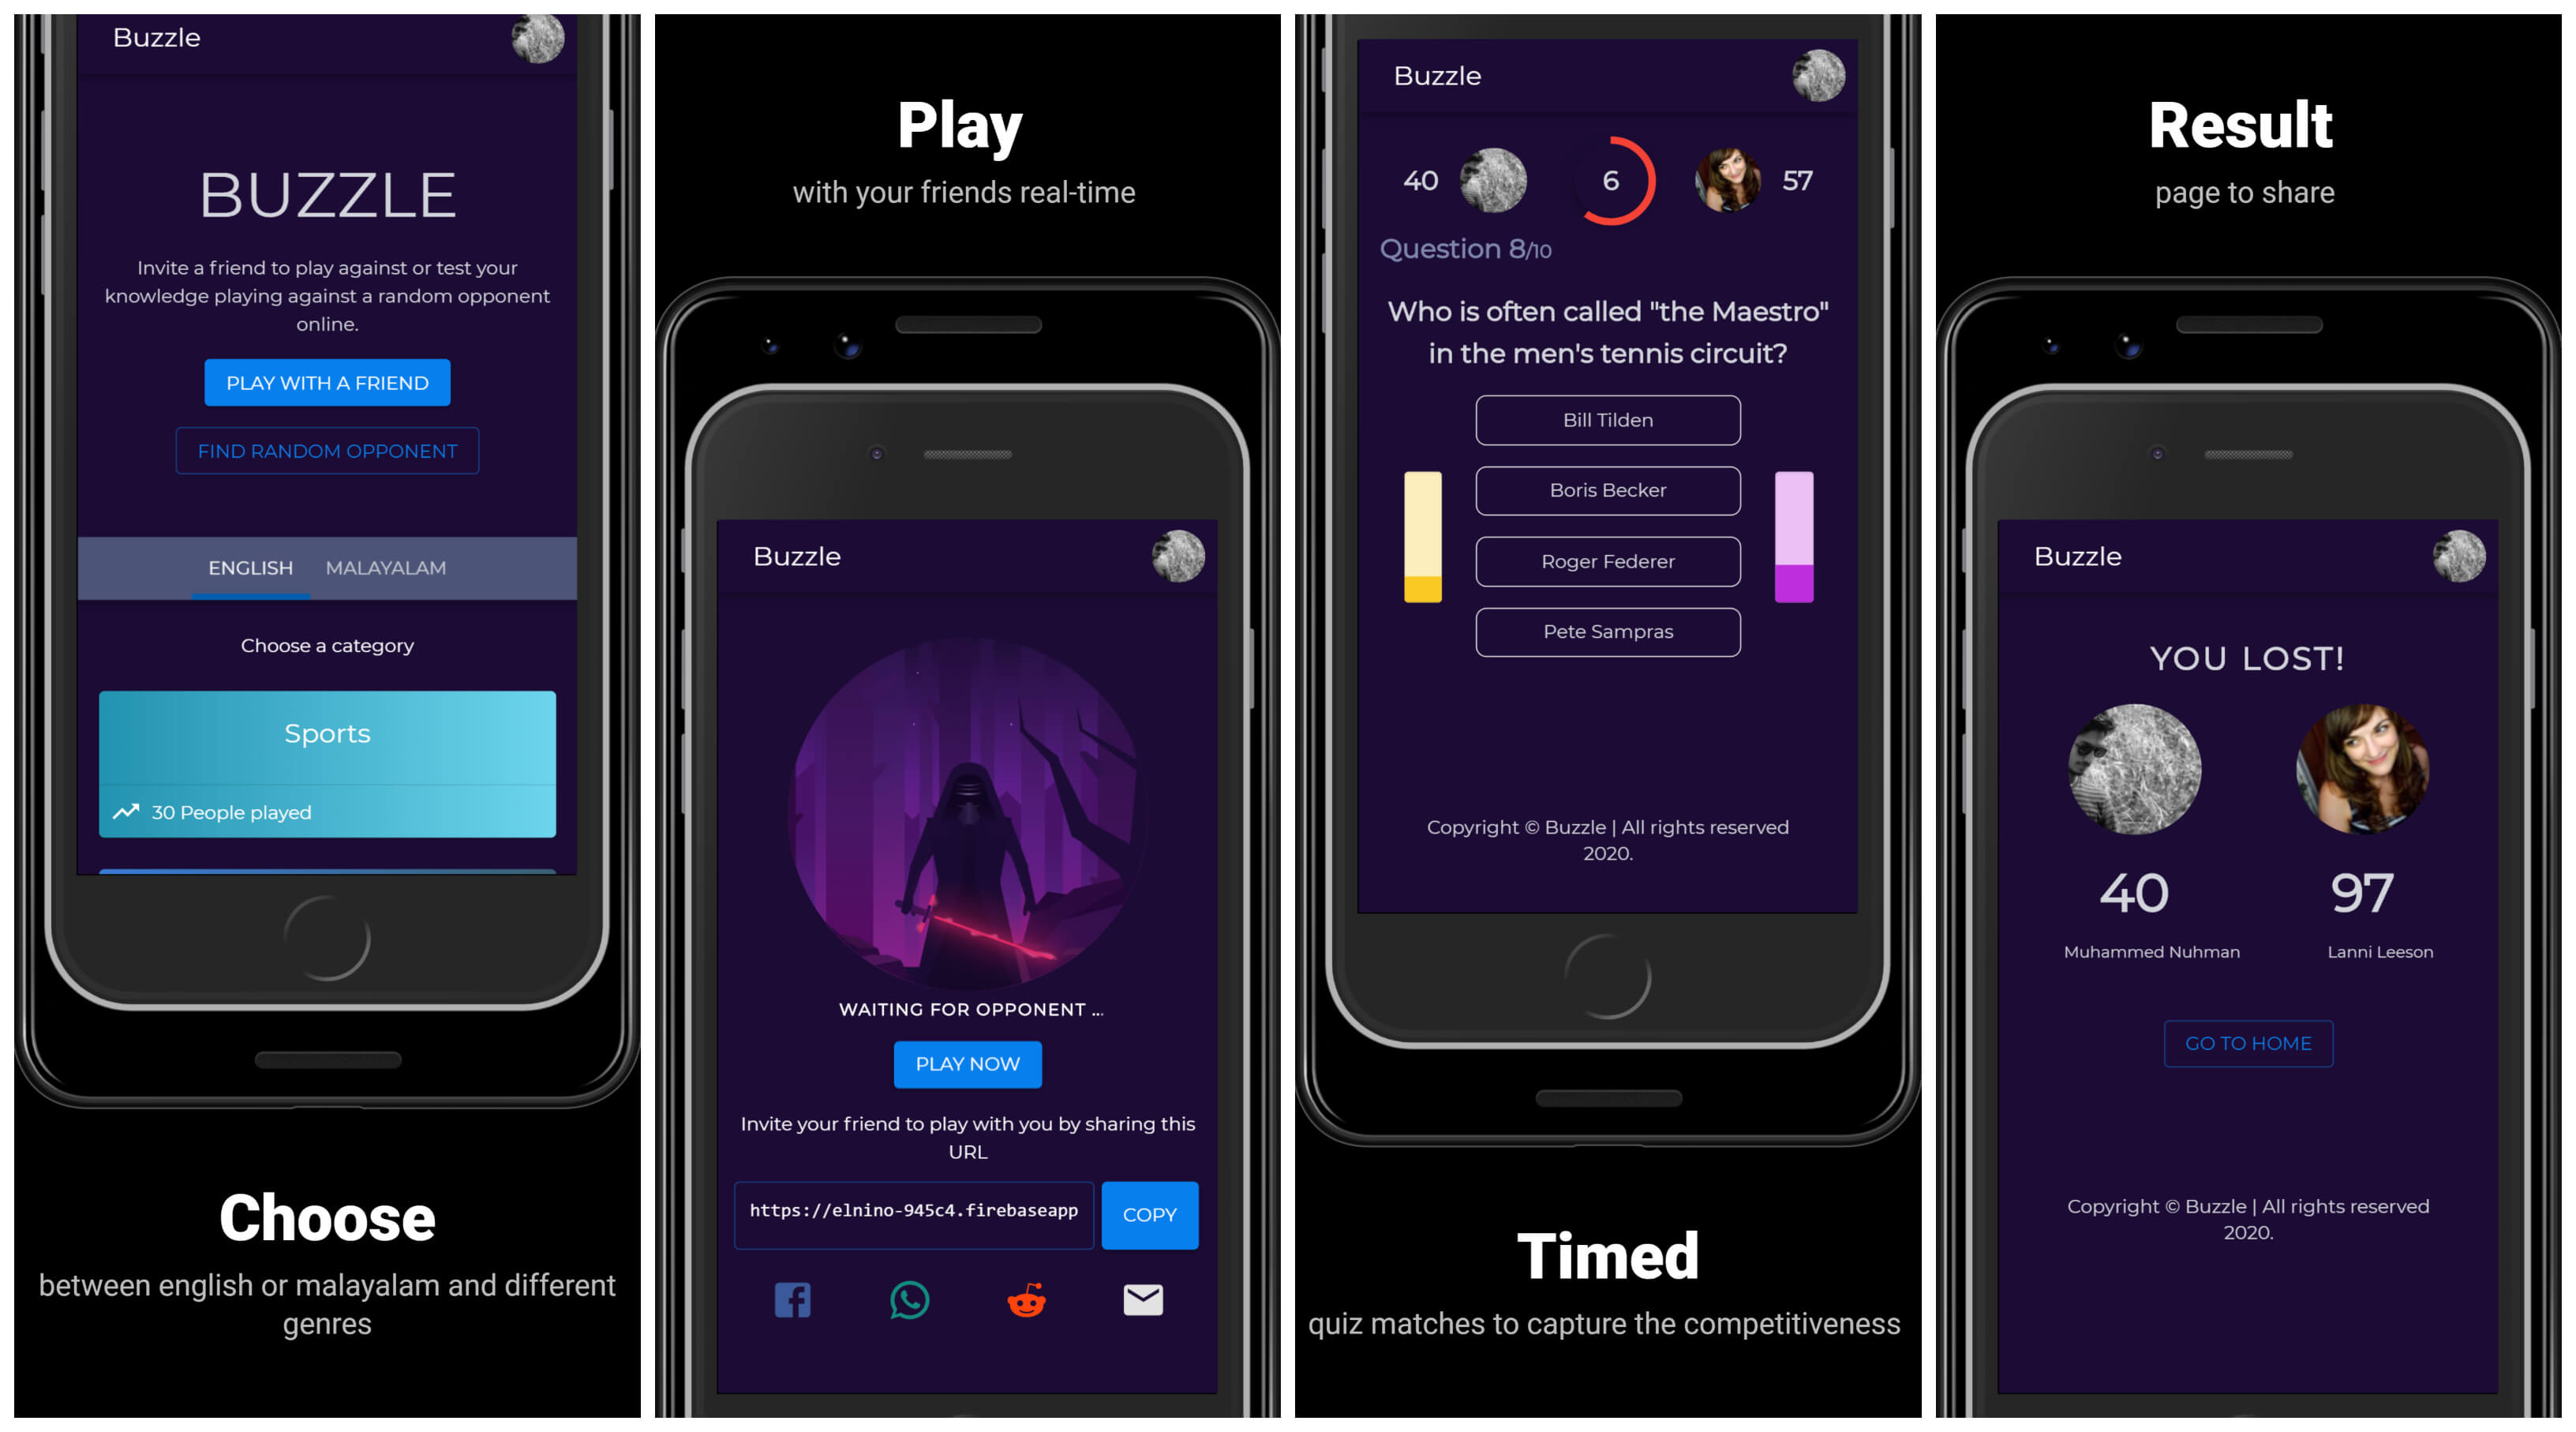 Buzzle
BUZZLE
Invite a friend to play against or test your
knowledge playing against a random opponent
online.
PLAY WITH A FRIEND
FIND RANDOM OPPONENT
ENGLISH MALAYALAM
Choose a category
Sports
30 People played
Choose
between english or malayalam and different
genres
Play
with your friends real-time
Buzzle
WAITING FOR OPPONENT ...
PLAY NOW
Invite your friend to play with you by sharing this
URL
https://elnino-945c4.firebaseapp COPY
Buzzle
40 6 57
Question 8/10
Who is often called "the Maestro"
in the men's tennis circuit?
Bill Tilden
Boris Becker
Roger Federer
Pete Sampras
Copyright © Buzzle | All rights reserved
2020.
Timed
quiz matches to capture the competitiveness
Result
page to share
Buzzle
YOU LOST!
40 97
Muhammed Nuhman Lanni Leeson
GO TO HOME
Copyright © Buzzle | All rights reserved
2020.